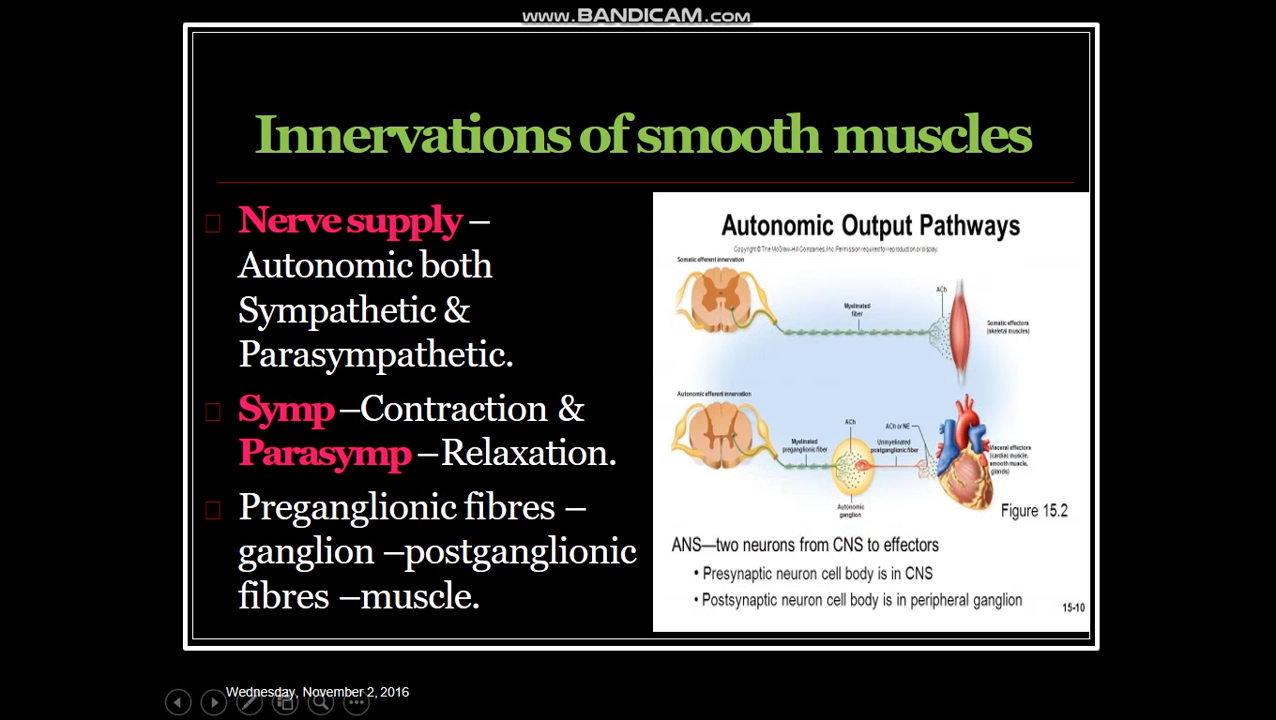 www.BANDICAM.com
Innervations of smooth muscles
Nerve supply –
Autonomic both
Sympathetic &
Parasympathetic.
Symp –Contraction &
Parasymp – Relaxation.
Preganglionic fibres –
ganglion –postganglionic
fibres –muscle.
Autonomic Output Pathways
Copyright © The McGraw-Hill Companies, Inc. Permission required for reproduction or display.
Somatic efferent innervation
ACh
Myelinated
fiber
Somatic effectors
(skeletal muscles)
Autonomic efferent innervation
ACh
ACh or NE
Myelinated
preganglionic fiber
Unmyelinated
postganglionic fiber
Visceral effectors
(cardiac muscle,
smooth muscle,
glands)
Autonomic
ganglion
Figure 15.2
ANS—two neurons from CNS to effectors
• Presynaptic neuron cell body is in CNS
• Postsynaptic neuron cell body is in peripheral ganglion
15-10
Wednesday, November 2, 2016